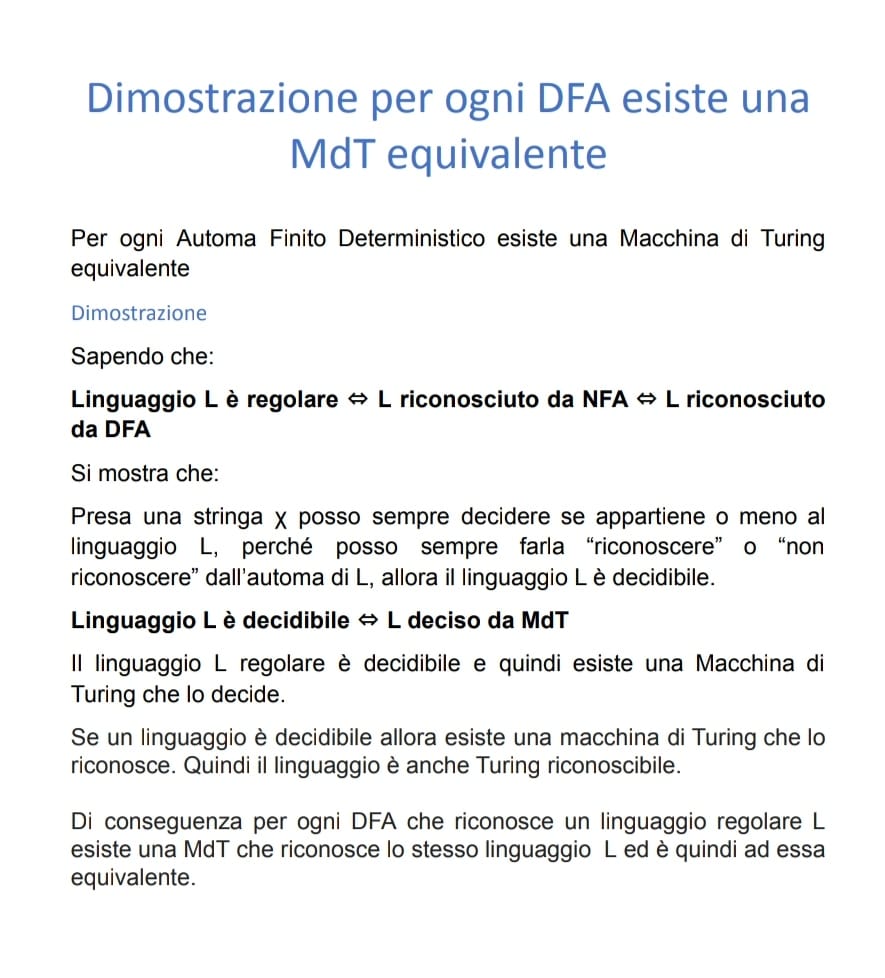 Dimostrazione per ogni DFA esiste una
MdT equivalente
Per ogni Automa Finito Deterministico esiste una Macchina di Turing
equivalente
Dimostrazione
Sapendo che:
Linguaggio L è regolare ⇔ L riconosciuto da NFA ⇔ L riconosciuto
da DFA
Si mostra che:
Presa una stringa χ posso sempre decidere se appartiene o meno al
linguaggio L, perché posso sempre farla “riconoscere” o “non
riconoscere” dall’automa di L, allora il linguaggio L è decidibile.
Linguaggio L è decidibile ⇔ L deciso da MdT
Il linguaggio L regolare è decidibile e quindi esiste una Macchina di
Turing che lo decide.
Se un linguaggio è decidibile allora esiste una macchina di Turing che lo
riconosce. Quindi il linguaggio è anche Turing riconoscibile.
Di conseguenza per ogni DFA che riconosce un linguaggio regolare L
esiste una MdT che riconosce lo stesso linguaggio L ed è quindi ad essa
equivalente.